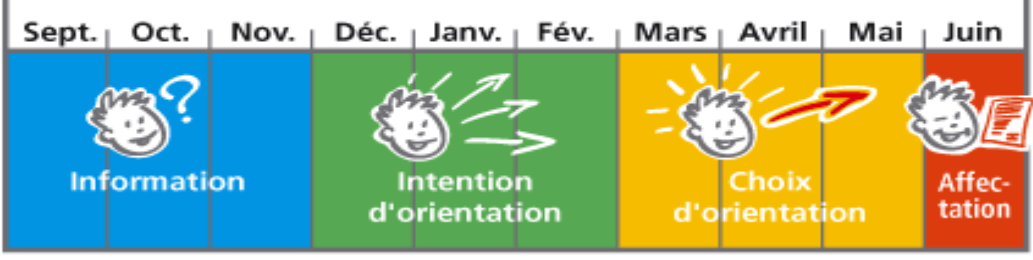 Sept. Oct. Nov. Déc. Janv. Fév. Mars Avril Mai Juin
?
Information
Intention
d'orientation
Choix
d'orientation
Affec-
tation